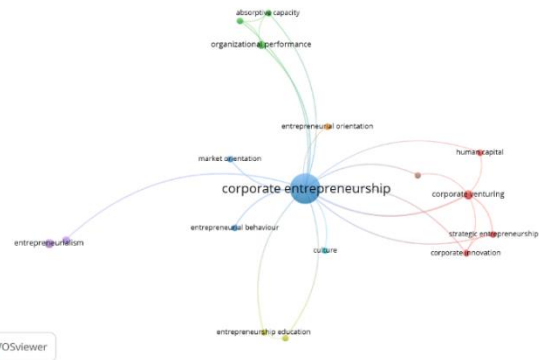 absorptive capacity
organizational performance
entrepreneurial orientation
human capital
market orientation
corporate entrepreneurship
corporate venturing
entrepreneurial behaviour
strategic entrepreneurship
entrepreneurialism
culture
corporate innovation
entrepreneurship education
VOSviewer